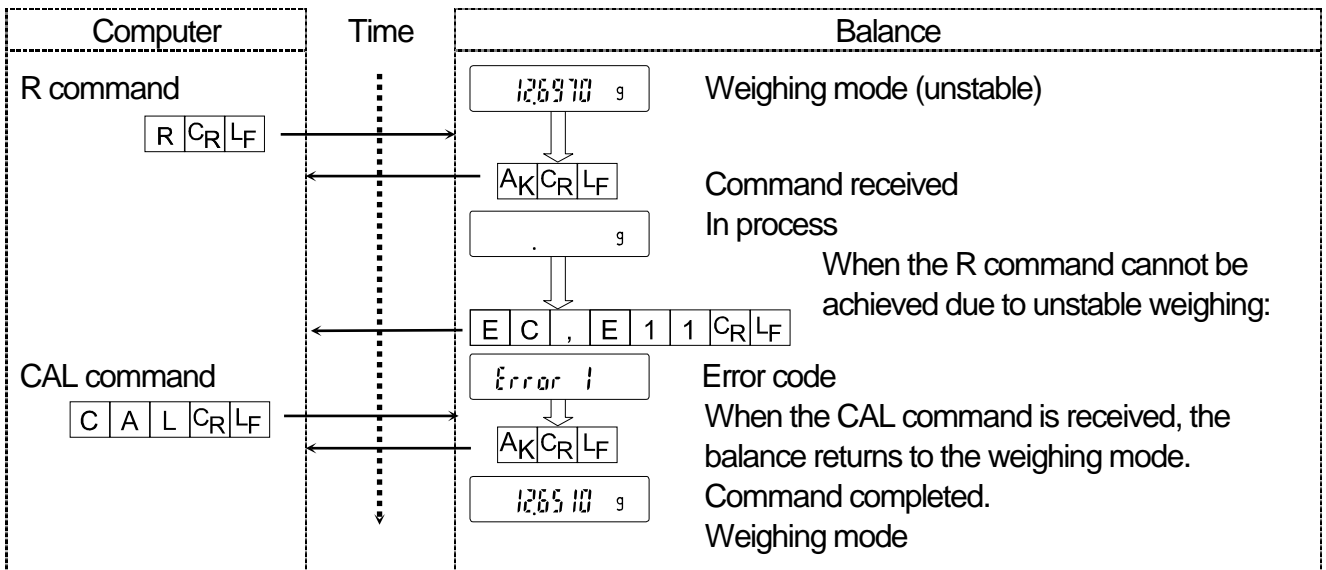 Computer Time Balance
R command
12.6970 g Weighing mode (unstable)
R CR LF
AK CR LF Command received
. g In process
When the R command cannot be
achieved due to unstable weighing:
E C , E 1 1 CR LF
CAL command
Error 1 Error code
C A L CR LF
When the CAL command is received, the
AK CR LF
balance returns to the weighing mode.
12.6510 g Command completed.
Weighing mode